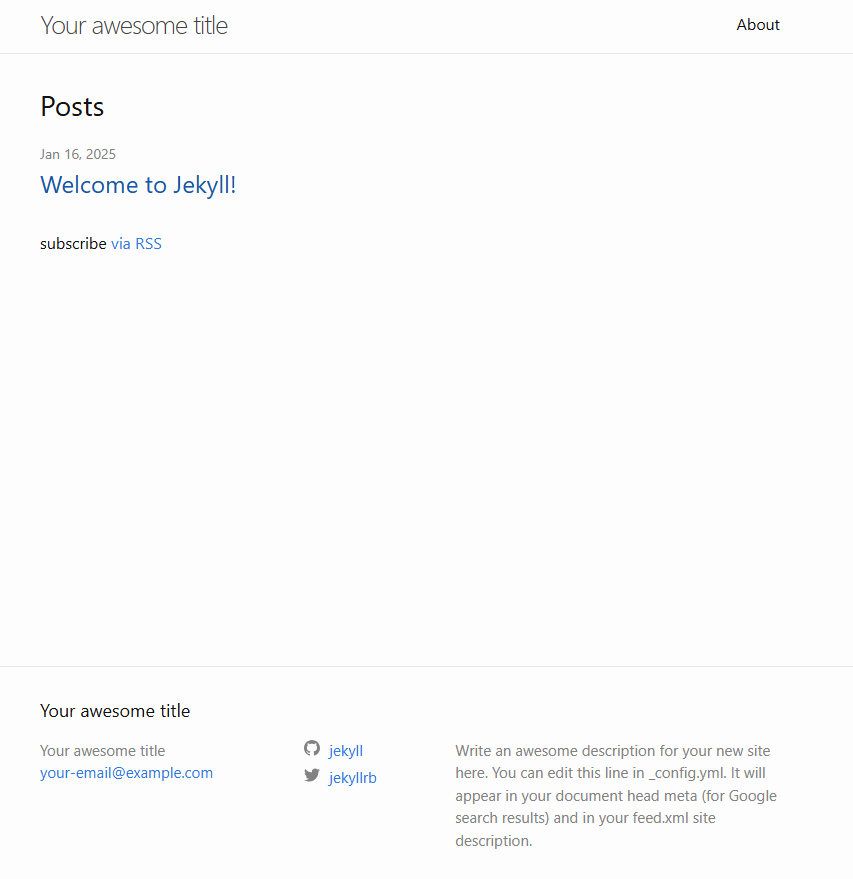 Your awesome title
About
Posts
Jan 16, 2025
Welcome to Jekyll!
subscribe via RSS
Your awesome title
Your awesome title
your-email@example.com
jekyll
jekyllrb
Write an awesome description for your new site
here. You can edit this line in _config.yml. It will
appear in your document head meta (for Google
search results) and in your feed.xml site
description.